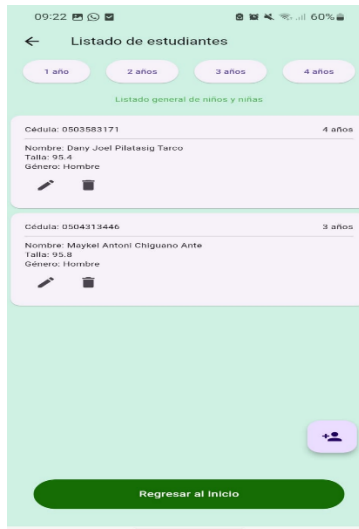 09:22 60%
Listado de estudiantes
1 año 2 años 3 años 4 años
Listado general de niños y niñas
Cédula: 0503583171 4 años
Nombre: Dany Joel Pilatasig Tarco
Talla: 95.4
Género: Hombre
Cédula: 0504313446 3 años
Nombre: Maykel Antoni Chiguano Ante
Talla: 95.8
Género: Hombre
Regresar al Inicio